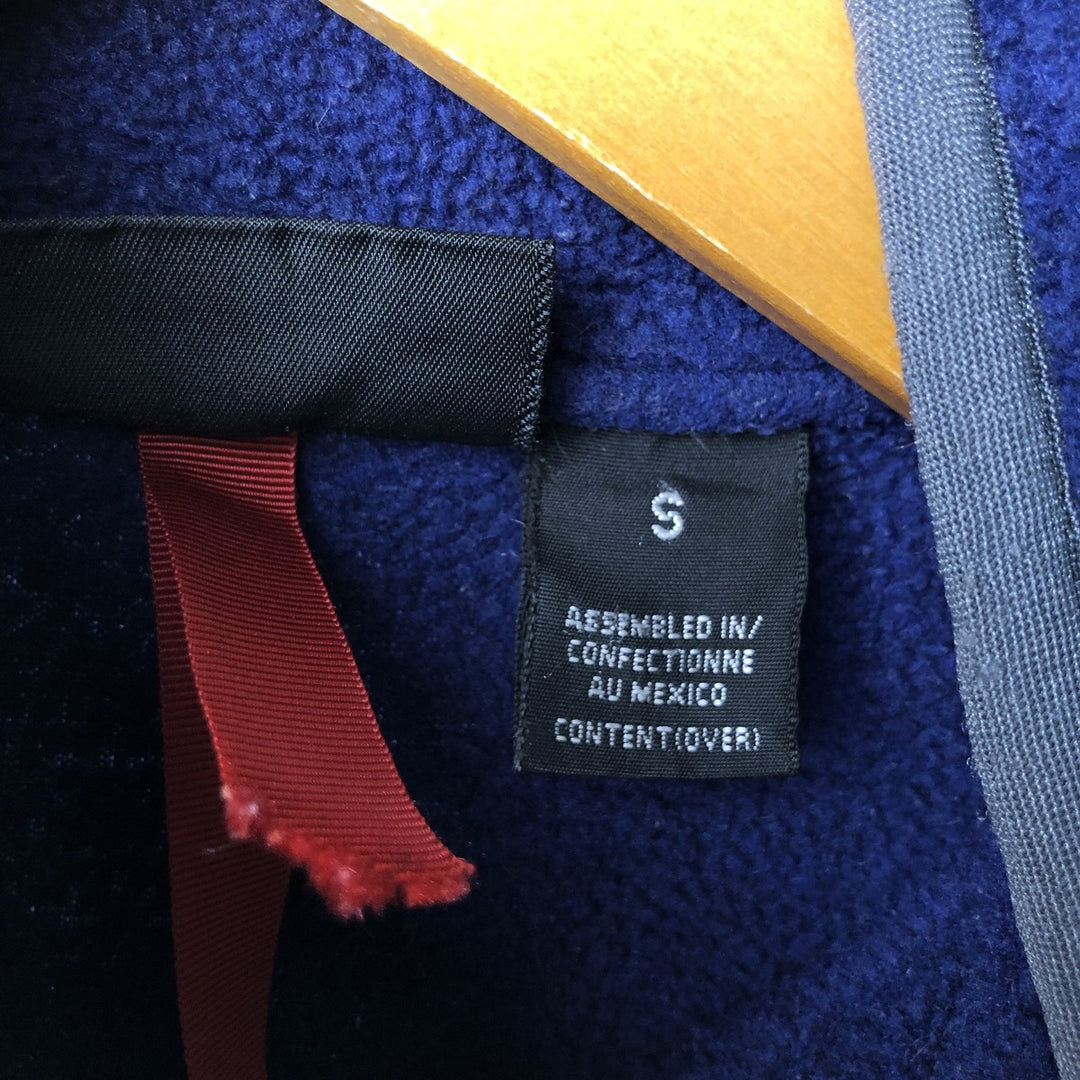 S
ASSEMBLED IN/
CONFECTIONNE
AU MEXICO
CONTENT(OVER)